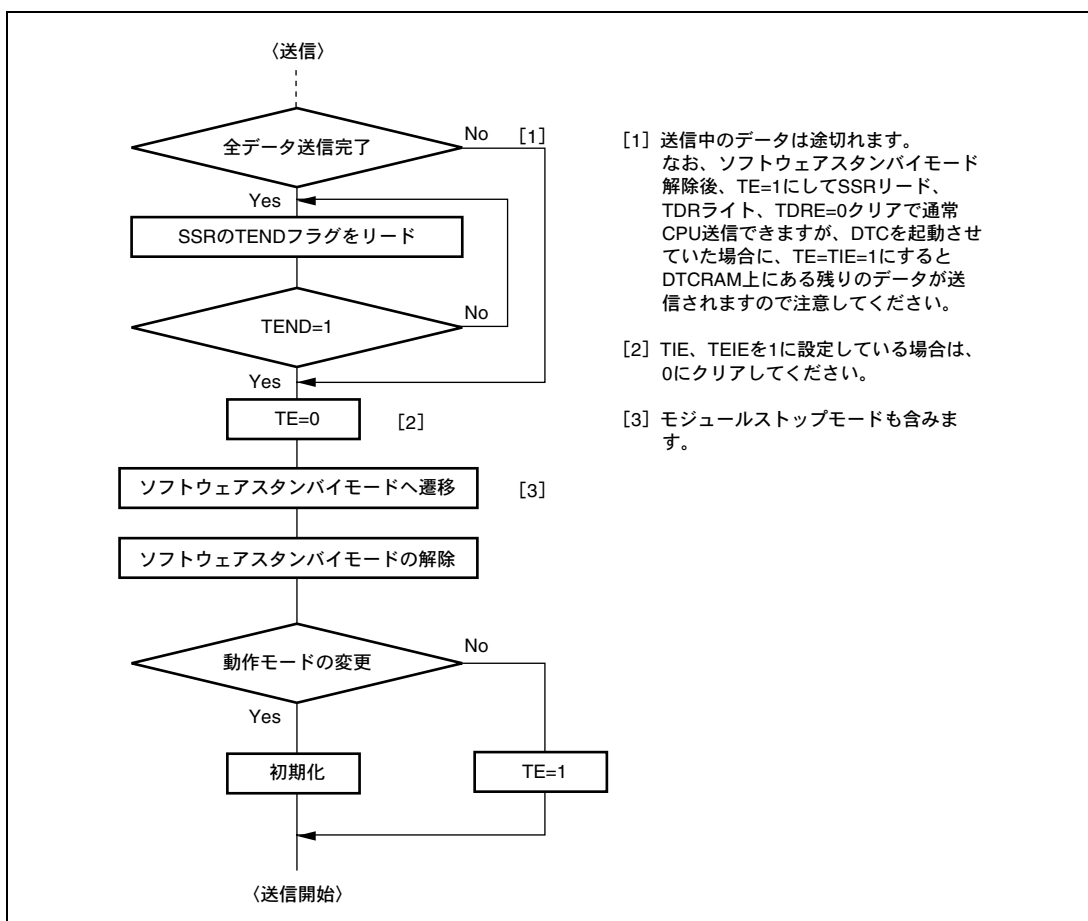 〈送信〉
全データ送信完了
No [1]
Yes
SSRのTENDフラグをリード
TEND=1
No
Yes
TE=0
[2]
ソフトウェアスタンバイモードへ遷移
[3]
ソフトウェアスタンバイモードの解除
動作モードの変更
No
Yes
初期化
TE=1
〈送信開始〉
[1] 送信中のデータは途切れます。
なお、ソフトウェアスタンバイモード
解除後、TE=1にしてSSRリード、
TDRライト、TDRE=0クリアで通常
CPU送信できますが、DTCを起動させ
ていた場合に、TE=TIE=1にすると
DTCRAM上にある残りのデータが送
信されますので注意してください。
[2] TIE、TEIEを1に設定している場合は、
0にクリアしてください。
[3] モジュールストップモードも含みま
す。